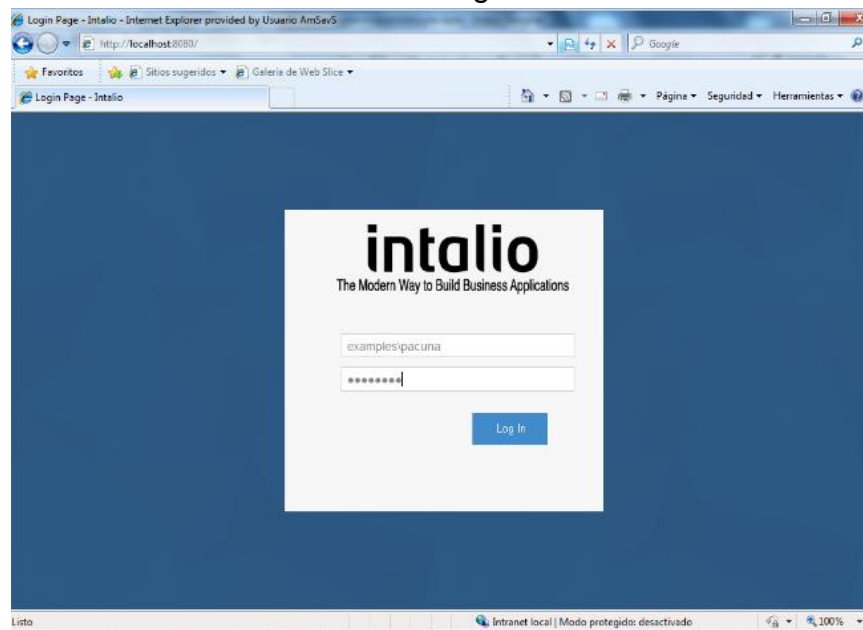 Login Page - Intalio - Internet Explorer provided by Usuario AmSavS
http://localhost:8080/
Google
Favoritos Sitios sugeridos Galería de Web Slice
Login Page - Intalio
Página Seguridad Herramientas
intalio
The Modern Way to Build Business Applications
examples\pacuna
••••••••
Log In
Listo Intranet local | Modo protegido: desactivado 100%